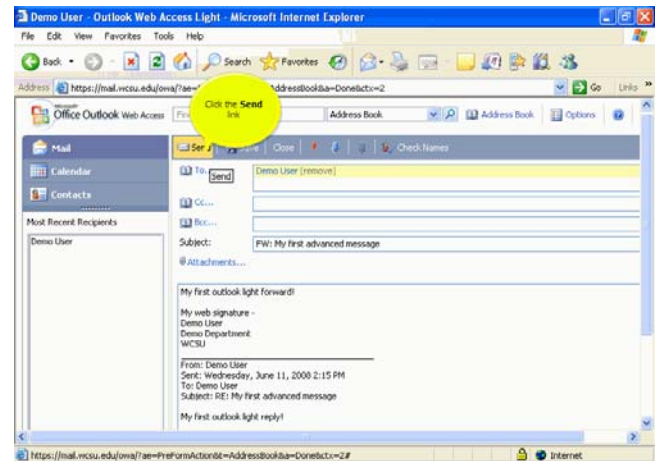 Demo User - Outlook Web Access Light - Microsoft Internet Explorer
File Edit View Favorites Tools Help
Back Search Favorites
Address https://mail.wcsu.edu/owa/?ae= AddressBook&a=Done&ctx=2 Go Links »
Click the Send
link
Microsoft
Office Outlook Web Access Address Book Address Book Options
Mail Close Check Names
Calendar To... Demo User [remove]
Send
Contacts Cc...
Most Recent Recipients Bcc...
Demo User Subject: FW: My first advanced message
Attachments...
My first outlook light forward!
My web signature -
Demo User
Demo Department
WCSU
From: Demo User
Sent: Wednesday, June 11, 2008 2:15 PM
To: Demo User
Subject: RE: My first advanced message
My first outlook light reply!
https://mail.wcsu.edu/owa/?ae=PreFormAction&t=AddressBook&a=Done&ctx=2# Internet